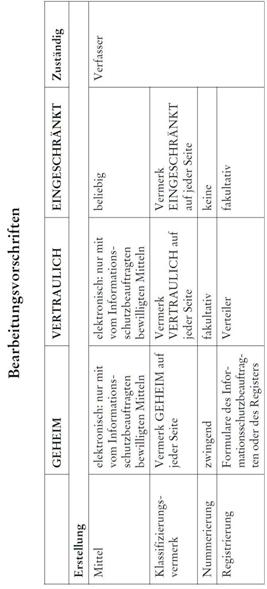 Bearbeitungsvorschriften
GEHEIM VERTRAULICH EINGESCHRÄNKT Zuständig
Erstellung
Mittel
elektronisch: nur mit
vom Informations-
schutzbeauftragten
bewilligten Mitteln
elektronisch: nur mit
vom Informations-
schutzbeauftragten
bewilligten Mitteln
beliebig
Verfasser
Klassifizierungs-
vermerk
Vermerk GEHEIM auf
jeder Seite
Vermerk
VERTRAULICH auf
jeder Seite
Vermerk
EINGESCHRÄNKT
auf jeder Seite
Nummerierung
zwingend
fakultativ
keine
Registrierung
Formulare des Infor-
mationsschutzbeauftrag-
ten oder des Registers
Verteiler
fakultativ